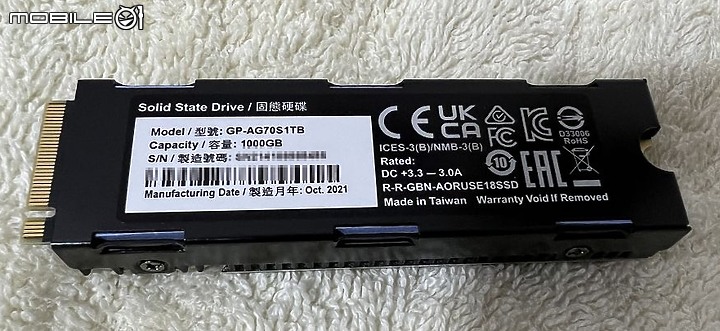 MOBILE01
Solid State Drive / 固態硬碟
Model / 型號: GP-AG70S1TB
Capacity / 容量: 1000GB
S/N / 製造號碼:
Manufacturing Date / 製造月年: Oct. 2021
CE UKCA FC
D33006
RoHS
ICES-3(B)/NMB-3(B)
Rated:
DC +3.3 ⎓ 3.0A
10 EAC
R-R-GBN-AORUSE18SSD
Made in Taiwan Warranty Void If Removed